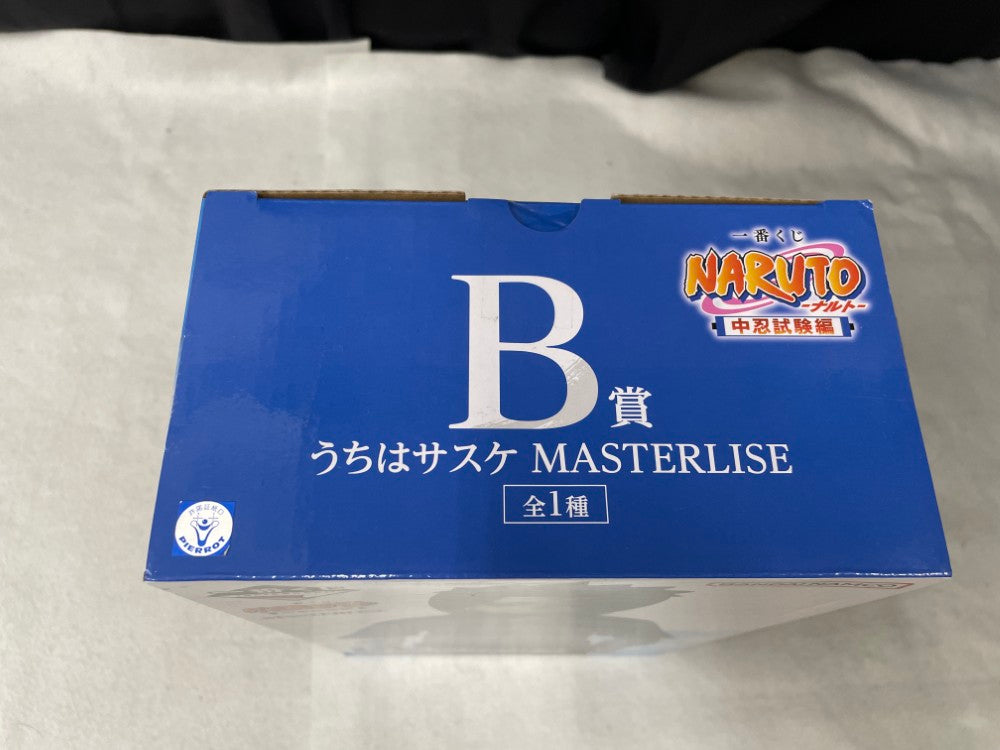 一番くじ
NARUTO
-ナルト-
中忍試験編
B賞
うちはサスケ MASTERLISE
全1種
PIERROT